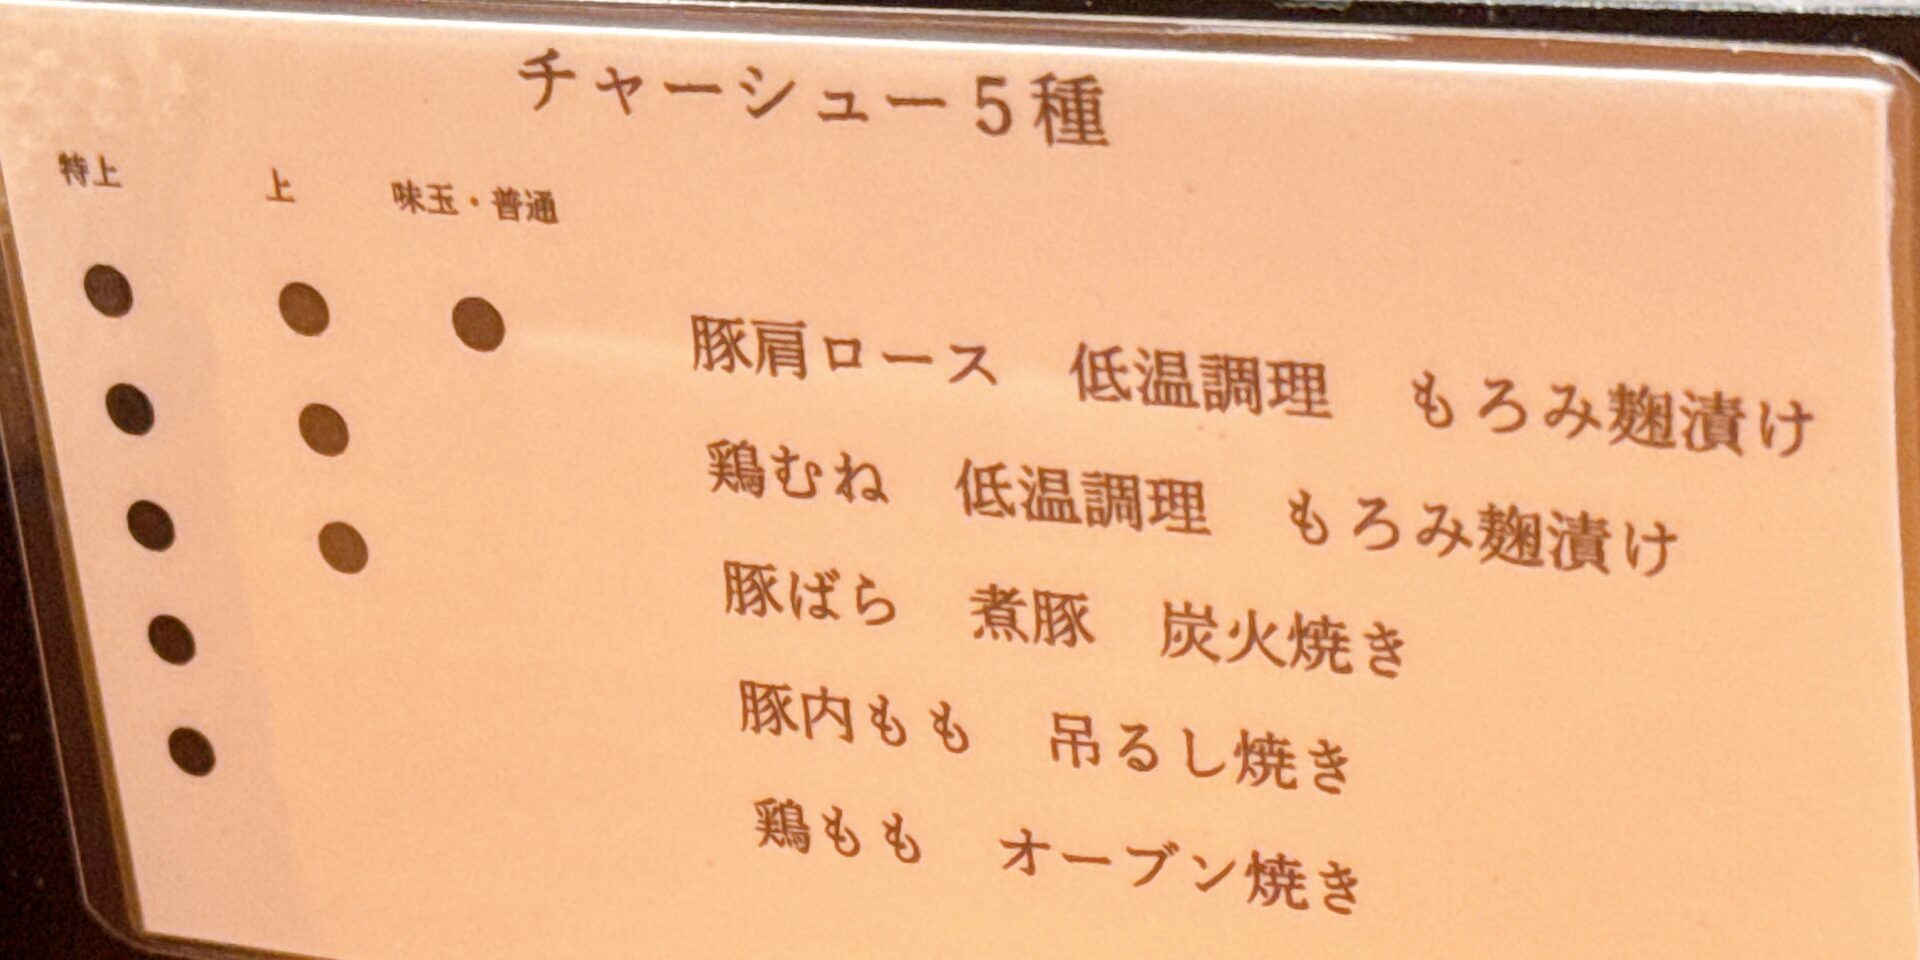 チャーシュー5種
特上 上 味玉・普通
● ● ● 豚肩ロース 低温調理 もろみ麹漬け
● ● 鶏むね 低温調理 もろみ麹漬け
● ● 豚ばら 煮豚 炭火焼き
● 豚内もも 吊るし焼き
● 鶏もも オーブン焼き